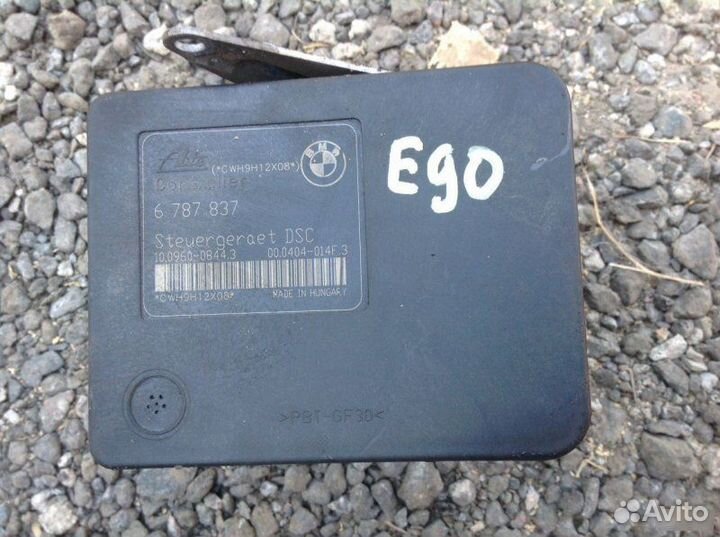 Ate (*CWH9H12X08*) BMW
Controller
6 787 837
Steuergeraet DSC
10.0960-0844.3 00.0404-014F.3
*CWH9H12X08* MADE IN HUNGARY
E90
>PBT-GF30<
Avito